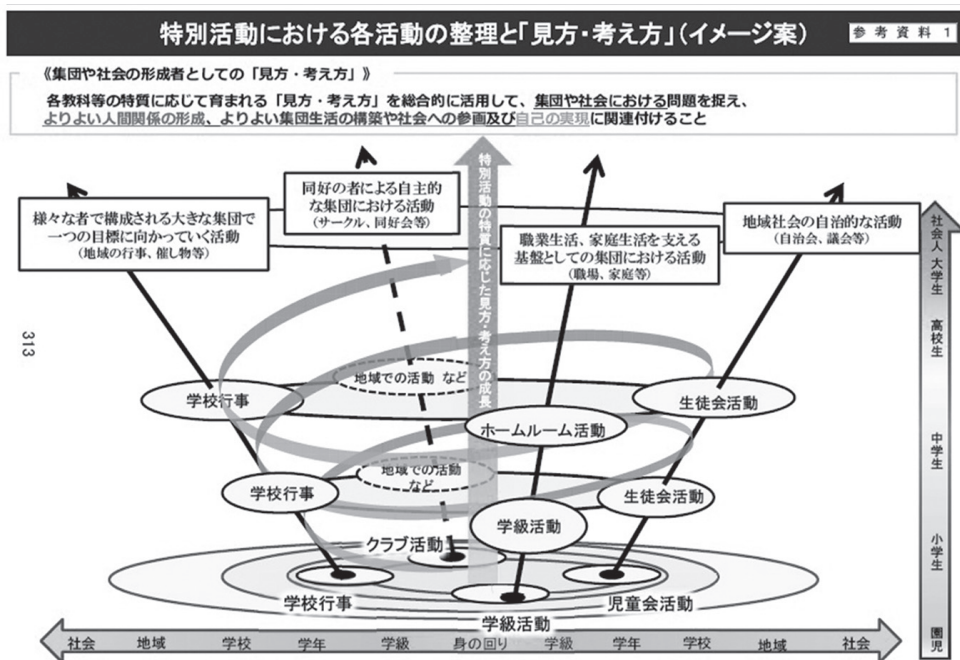 特別活動における各活動の整理と「見方・考え方」(イメージ案)
参考資料 1
《集団や社会の形成者としての「見方・考え方」》
各教科等の特質に応じて育まれる「見方・考え方」を総合的に活用して、集団や社会における問題を捉え、
よりよい人間関係の形成、よりよい集団生活の構築や社会への参画及び自己の実現に関連付けること
特別活動の特質に応じた見方・考え方の成長
様々な者で構成される大きな集団で
一つの目標に向かっていく活動
(地域の行事、催し物等)
同好の者による自主的
な集団における活動
(サークル、同好会等)
職業生活、家庭生活を支える
基盤としての集団における活動
(職場、家庭等)
地域社会の自治的な活動
(自治会、議会等)
社会人
大学生
高校生
中学生
小学生
園児
313
学校行事
地域での活動 など
ホームルーム活動
生徒会活動
学校行事
地域での活動
など
学級活動
生徒会活動
クラブ活動
学校行事
学級活動
児童会活動
社会 地域 学校 学年 学級 身の回り 学級 学年 学校 地域 社会